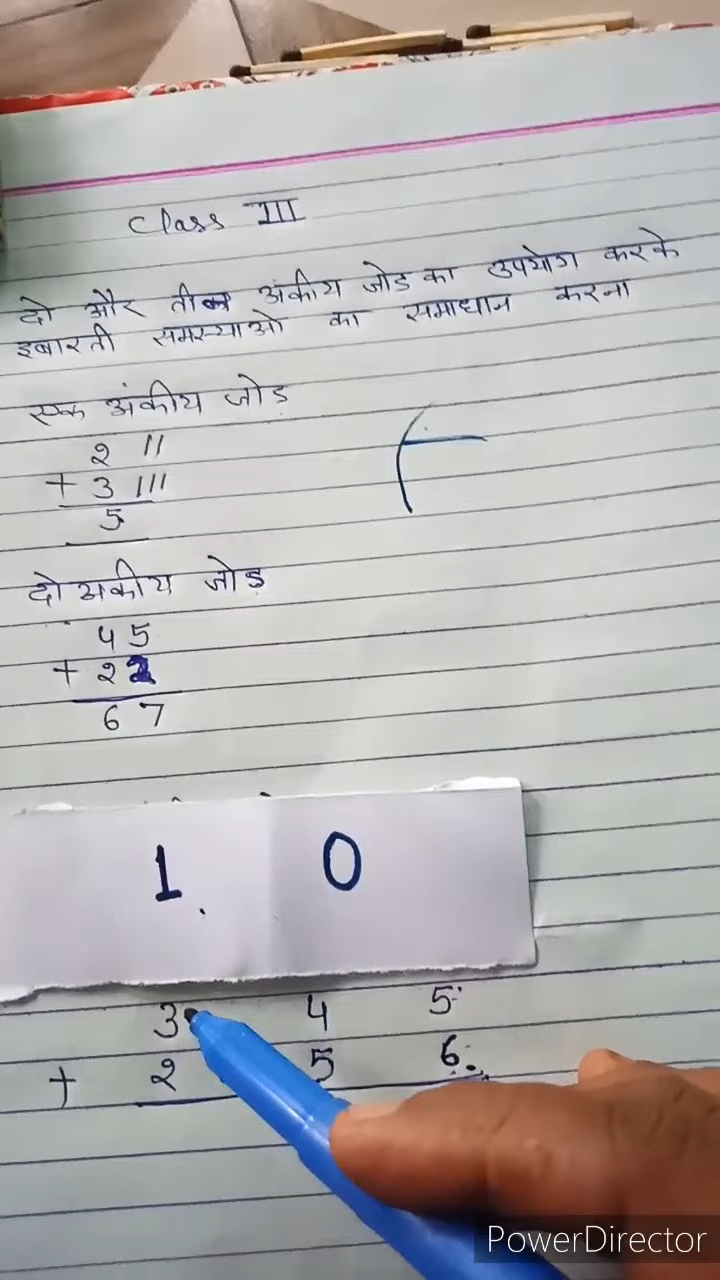 Class III
दो और तीन अंकीय जोड़ का उपयोग करके
इबारती समस्याओ का समाधान करना
एक अंकीय जोड़
2 //
+ 3 ///
5
दो अकीय जोड़
45
+ 22
67
1 0
3 4 5
+ 2 5 6
PowerDirector